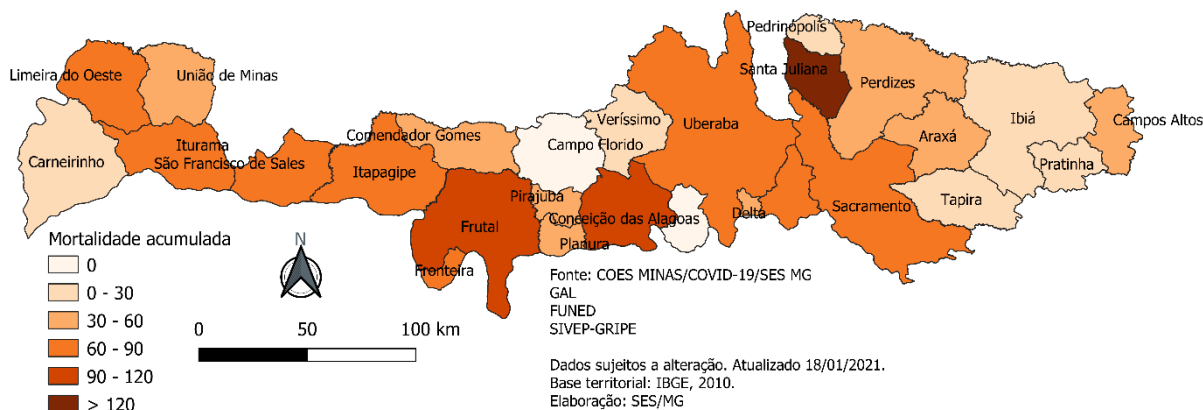 Pedrinópolis
Limeira do Oeste
União de Minas
Santa Juliana
Perdizes
Ibiá
Campos Altos
Veríssimo
Uberaba
Comendador Gomes
Campo Florido
Araxá
Iturama
Carneirinho
São Francisco de Sales
Itapagipe
Pratinha
Pirajuba
Tapira
Sacramento
Conceição das Alagoas
Delta
Frutal
Planura
Fronteira
Mortalidade acumulada
0
0 - 30
30 - 60
60 - 90
90 - 120
> 120
N
0 50 100 km
Fonte: COES MINAS/COVID-19/SES MG
GAL
FUNED
SIVEP-GRIPE
Dados sujeitos a alteração. Atualizado 18/01/2021.
Base territorial: IBGE, 2010.
Elaboração: SES/MG